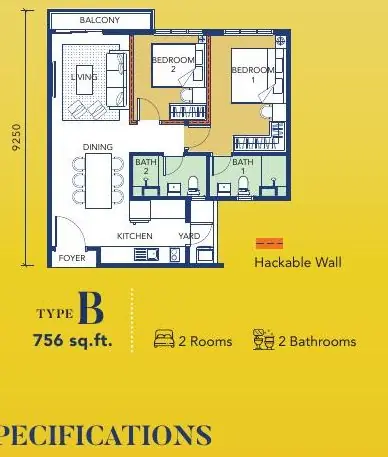 BALCONY
LIVING
BEDROOM
2
BEDROOM
1
9250
DINING
BATH
2
BATH
1
KITCHEN
YARD
FOYER
Hackable Wall
TYPE B
756 sq.ft.
2 Rooms
2 Bathrooms
PECIFICATIONS